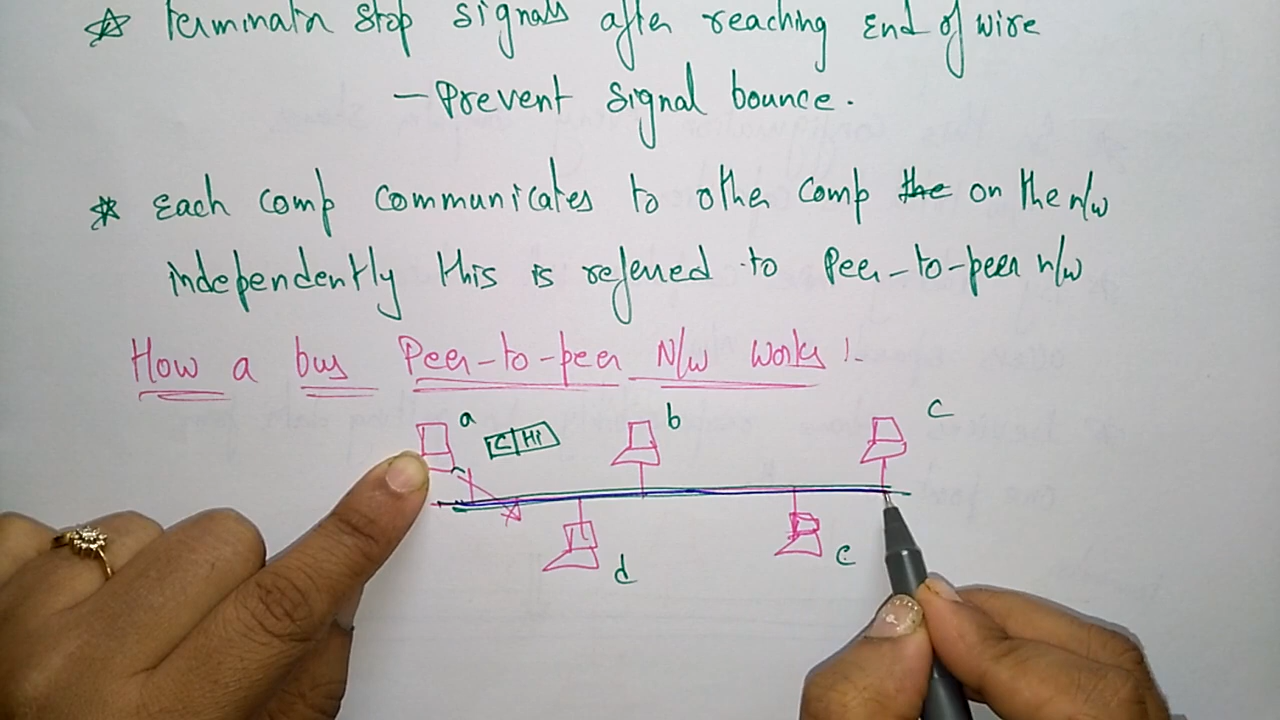 ☆ Terminator stop signals after reaching End of wire
– Prevent signal bounce.
* Each comp communicates to other comp the on the n/w
independently this is referred to Peer-to-peer n/w
How a bus Peer-to-peer N/w works :-
a
C Hi
b
c
d
e